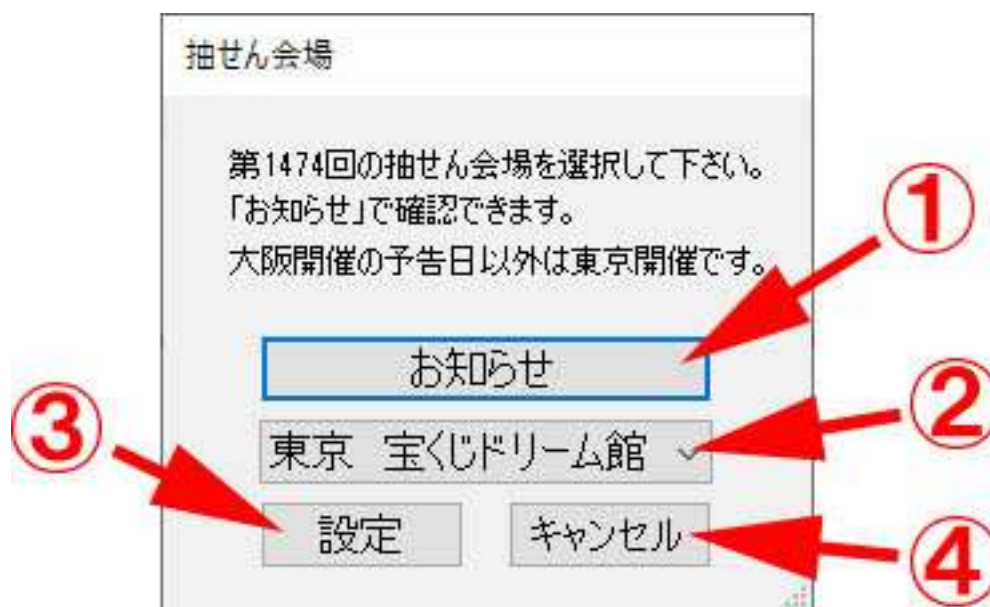 抽せん会場
第1474回の抽せん会場を選択して下さい。
「お知らせ」で確認できます。
大阪開催の予告日以外は東京開催です。
①
お知らせ
②
東京 宝くじドリーム館
③
設定
キャンセル
④